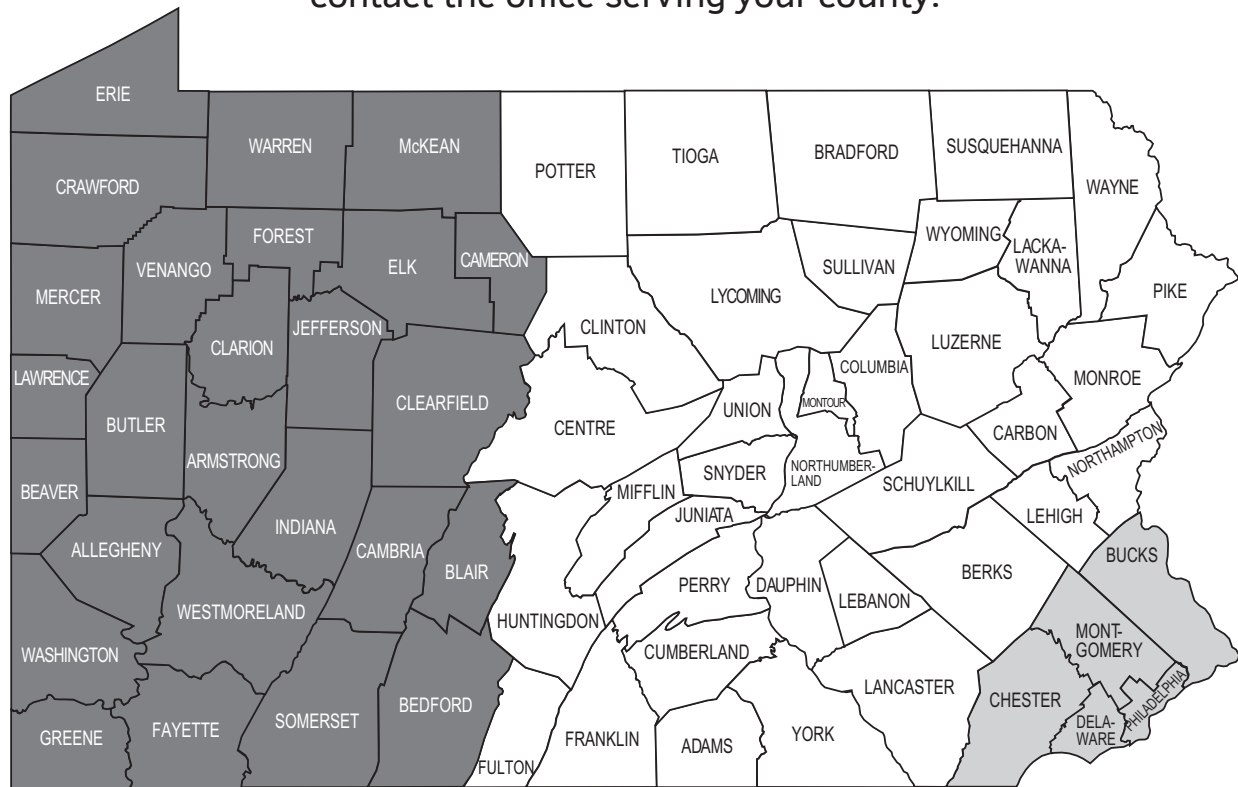 contact the office serving your county.
ERIE
WARREN
McKEAN
POTTER
TIOGA
BRADFORD
SUSQUEHANNA
WAYNE
CRAWFORD
FOREST
VENANGO
ELK
CAMERON
WYOMING
LACKA-
WANNA
SULLIVAN
PIKE
MERCER
LYCOMING
JEFFERSON
CLINTON
CLARION
LUZERNE
COLUMBIA
LAWRENCE
MONROE
CLEARFIELD
MONTOUR
UNION
BUTLER
CENTRE
CARBON
NORTHAMPTON
ARMSTRONG
SNYDER
NORTHUMBER-
LAND
SCHUYLKILL
BEAVER
MIFFLIN
JUNIATA
LEHIGH
INDIANA
ALLEGHENY
CAMBRIA
BUCKS
BLAIR
BERKS
PERRY
DAUPHIN
LEBANON
WESTMORELAND
HUNTINGDON
MONT-
GOMERY
CUMBERLAND
WASHINGTON
LANCASTER
CHESTER
PHILADELPHIA
BEDFORD
SOMERSET
DELA-
WARE
FAYETTE
GREENE
FRANKLIN
ADAMS
YORK
FULTON